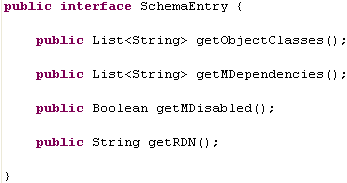 public interface SchemaEntry {
public List<String> getObjectClasses();
public List<String> getMDependencies();
public Boolean getMDisabled();
public String getRDN();
}